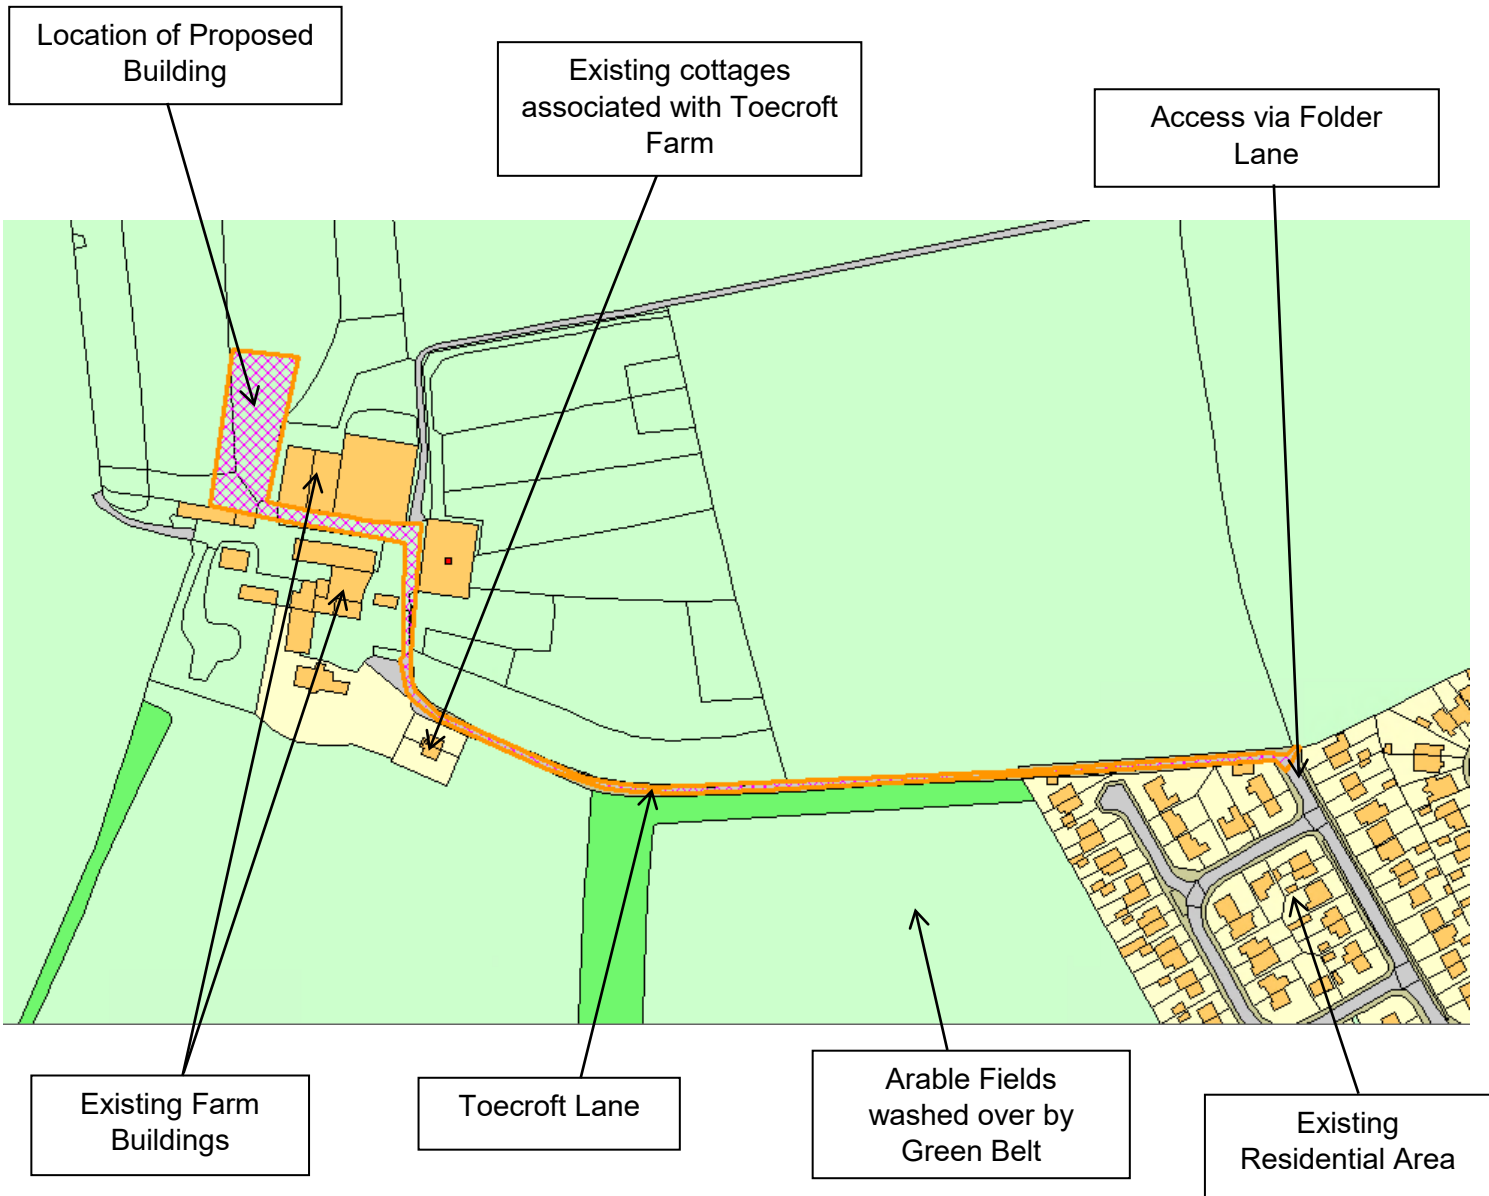 Location of Proposed
Building
Existing cottages
associated with Toecroft
Farm
Access via Folder
Lane
Existing Farm
Buildings
Toecroft Lane
Arable Fields
washed over by
Green Belt
Existing
Residential Area